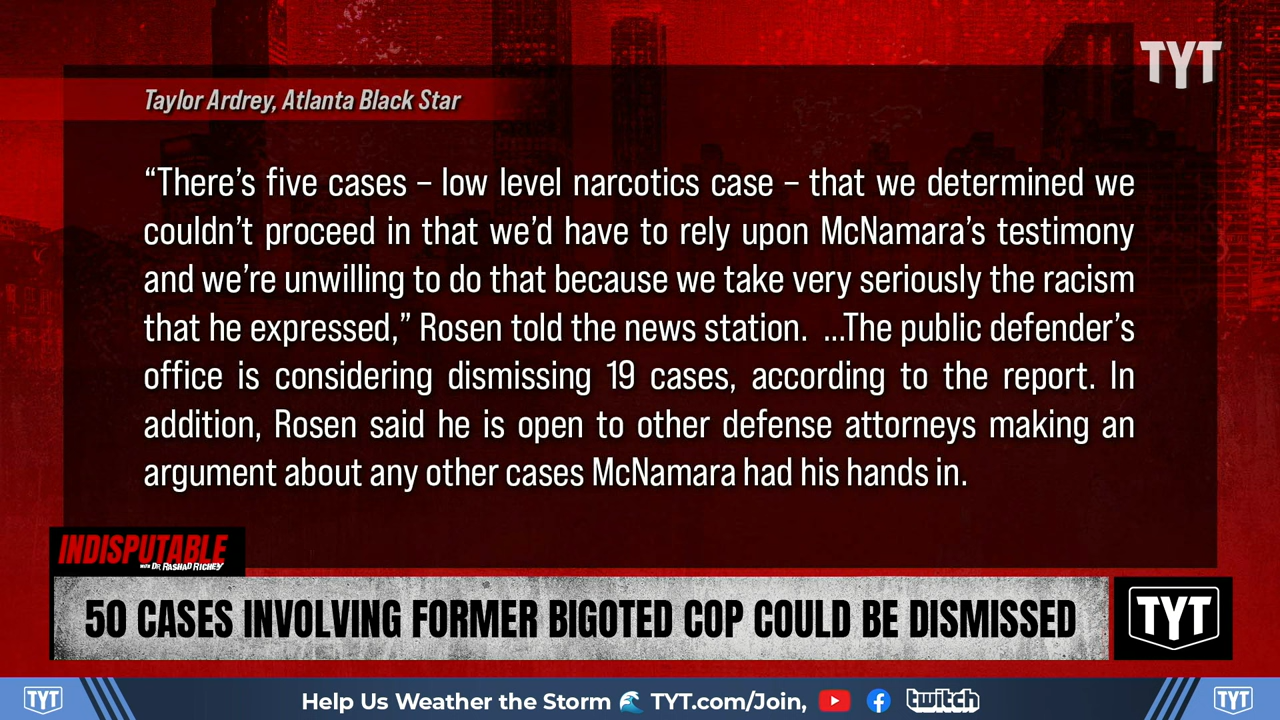 TYT
Taylor Ardrey, Atlanta Black Star
“There’s five cases – low level narcotics case – that we determined we
couldn’t proceed in that we’d have to rely upon McNamara’s testimony
and we’re unwilling to do that because we take very seriously the racism
that he expressed,” Rosen told the news station.  ...The public defender’s
office is considering dismissing 19 cases, according to the report. In
addition, Rosen said he is open to other defense attorneys making an
argument about any other cases McNamara had his hands in.
INDISPUTABLE
WITH DR. RASHAD RICHEY
50 CASES INVOLVING FORMER BIGOTED COP COULD BE DISMISSED
TYT
TYT
Help Us Weather the Storm 🌊 TYT.com/Join,
twitch
TYT